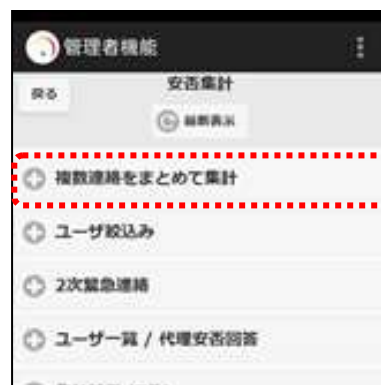 管理者機能
安否集計
戻る
複数連絡をまとめて集計
ユーザ絞込み
2次緊急連絡
ユーザー覧 / 代理安否回答